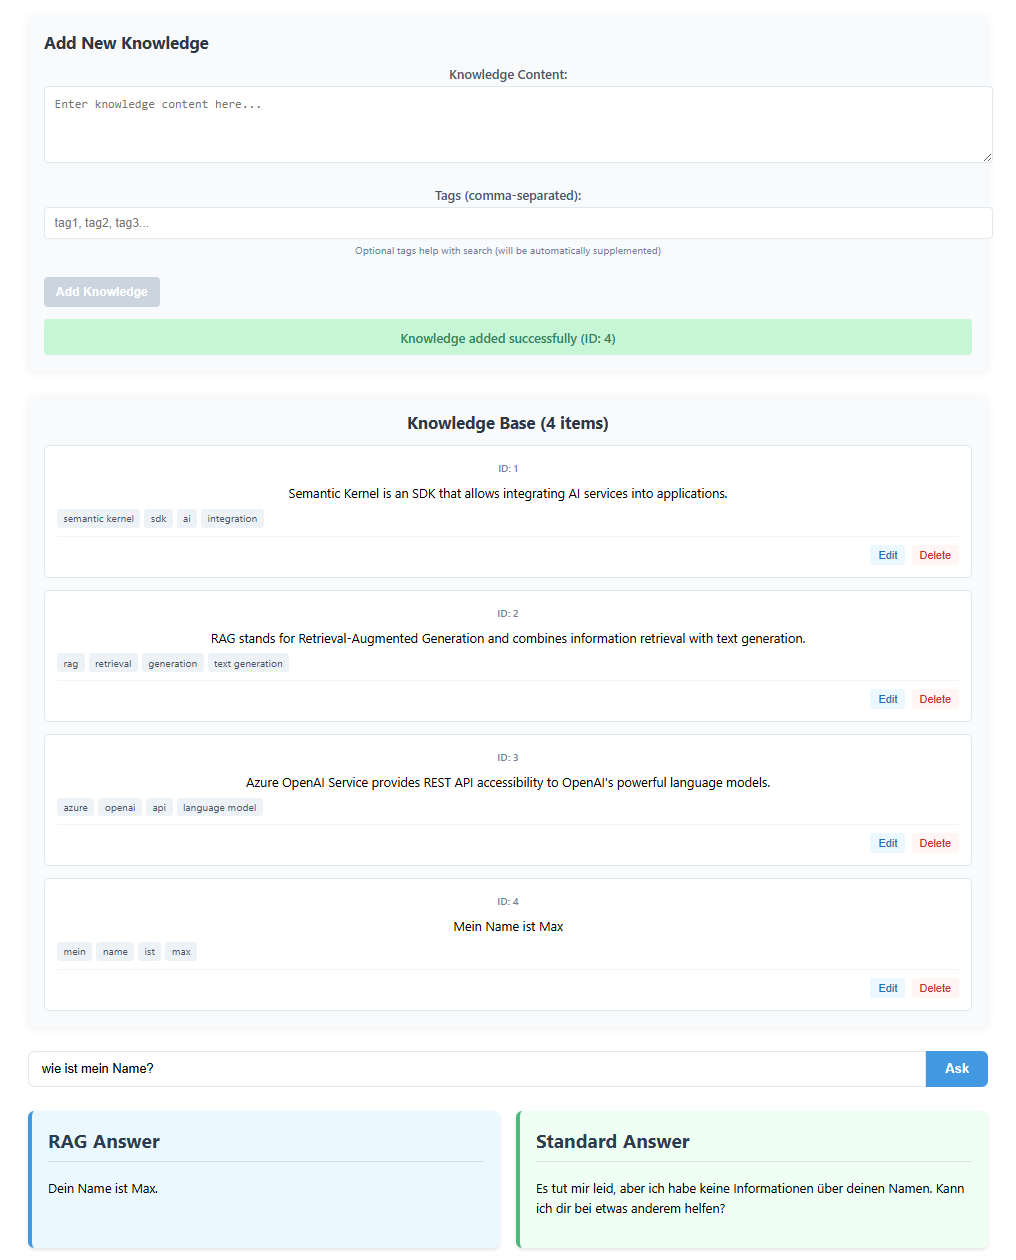 Add New Knowledge
Knowledge Content:
Enter knowledge content here...
Tags (comma-separated):
tag1, tag2, tag3...
Optional tags help with search (will be automatically supplemented)
Add Knowledge
Knowledge added successfully (ID: 4)
Knowledge Base (4 items)
ID: 1
Semantic Kernel is an SDK that allows integrating AI services into applications.
semantic kernel sdk ai integration
Edit Delete
ID: 2
RAG stands for Retrieval-Augmented Generation and combines information retrieval with text generation.
rag retrieval generation text generation
Edit Delete
ID: 3
Azure OpenAI Service provides REST API accessibility to OpenAI's powerful language models.
azure openai api language model
Edit Delete
ID: 4
Mein Name ist Max
mein name ist max
Edit Delete
wie ist mein Name?
Ask
RAG Answer
Dein Name ist Max.
Standard Answer
Es tut mir leid, aber ich habe keine Informationen über deinen Namen. Kann
ich dir bei etwas anderem helfen?